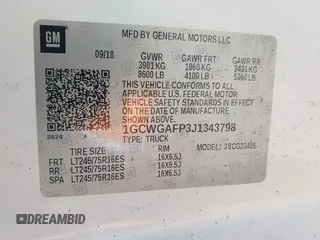 GM
MFD BY GENERAL MOTORS LLC
09/18
GVWR GAWR FRT GAWR RR
3901 KG 1860 KG 2431 KG
8600 LB 4100 LB 5360 LB
THIS VEHICLE CONFORMS TO ALL
APPLICABLE U.S. FEDERAL MOTOR
VEHICLE SAFETY STANDARDS IN
EFFECT ON THE DATE OF
MANUFACTURE SHOWN ABOVE.
1GCWGAFP3J1343798
TYPE: TRUCK
8624
MODEL: 38CG23405
TIRE SIZE RIM
FRT LT245/75R16ES 16X6.5J
RR LT245/75R16ES 16X6.5J
SPA LT245/75R16ES 16X6.5J
DREAMBID